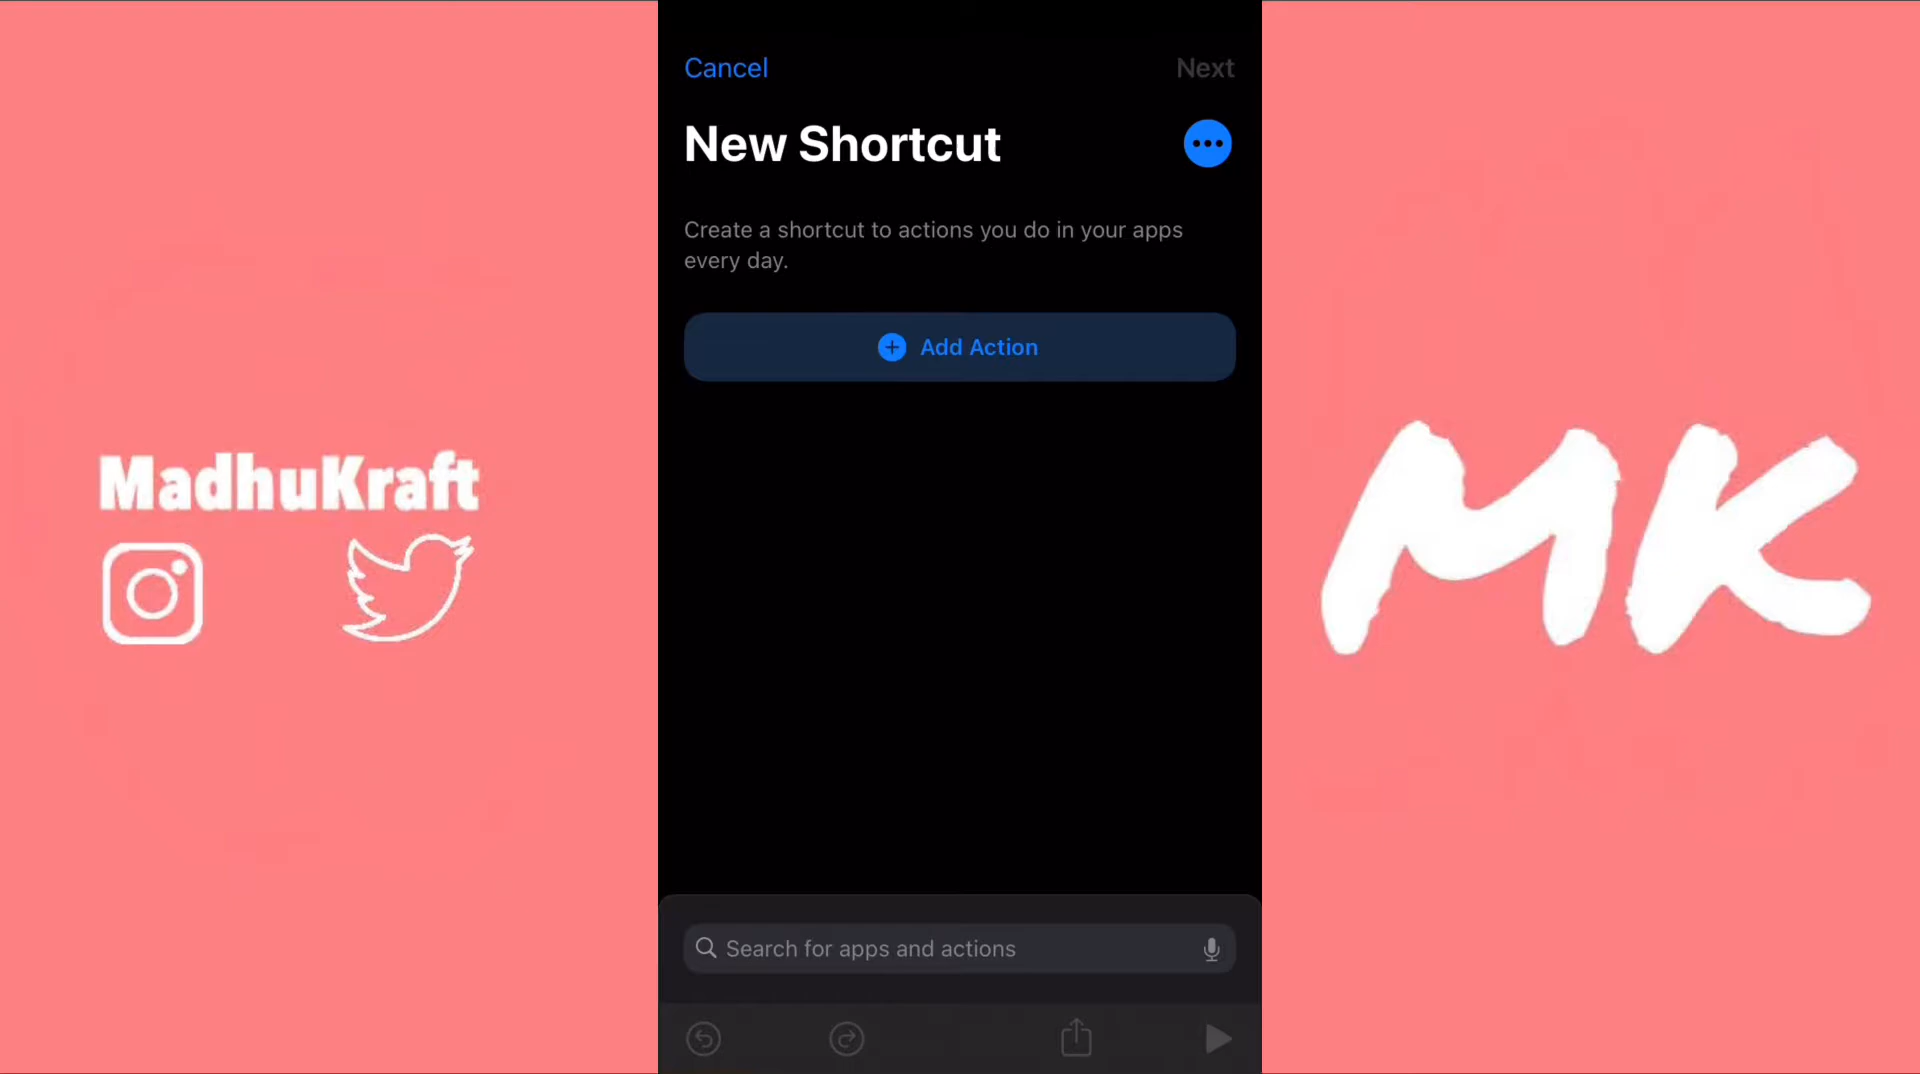 Cancel
Next
New Shortcut
Create a shortcut to actions you do in your apps
every day.
Add Action
MadhuKraft
MK
Search for apps and actions